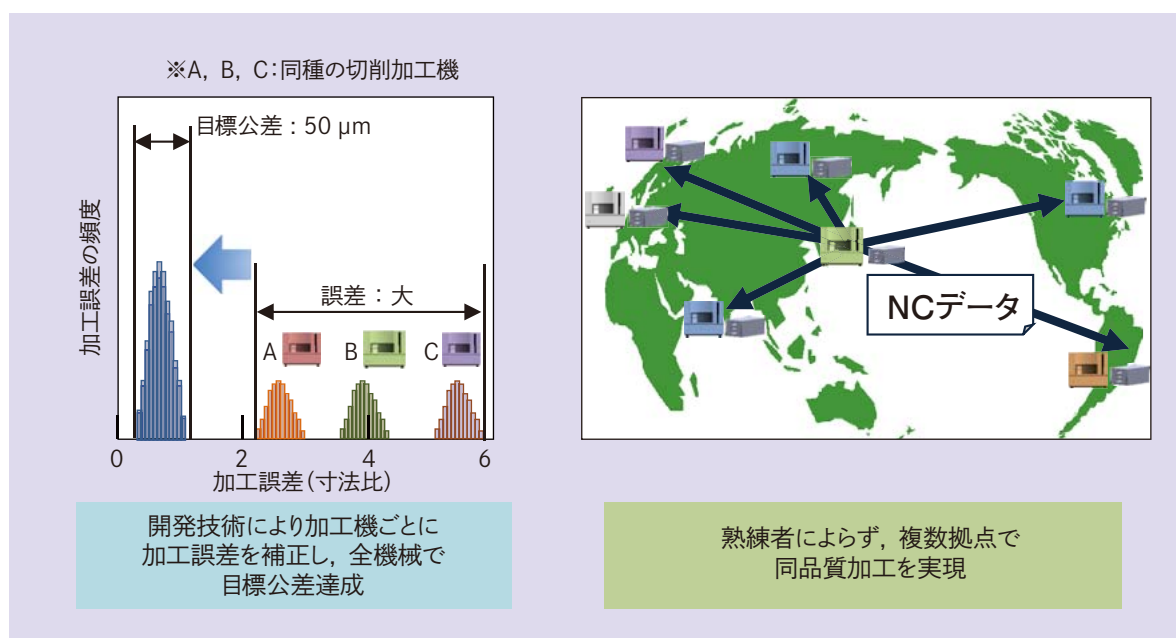 ※A, B, C：同種の切削加工機
目標公差：50 μm
加工誤差の頻度
誤差：大
A
B
C
0
2
4
6
加工誤差（寸法比）
開発技術により加工機ごとに
加工誤差を補正し, 全機械で
目標公差達成
NCデータ
熟練者によらず, 複数拠点で
同品質加工を実現